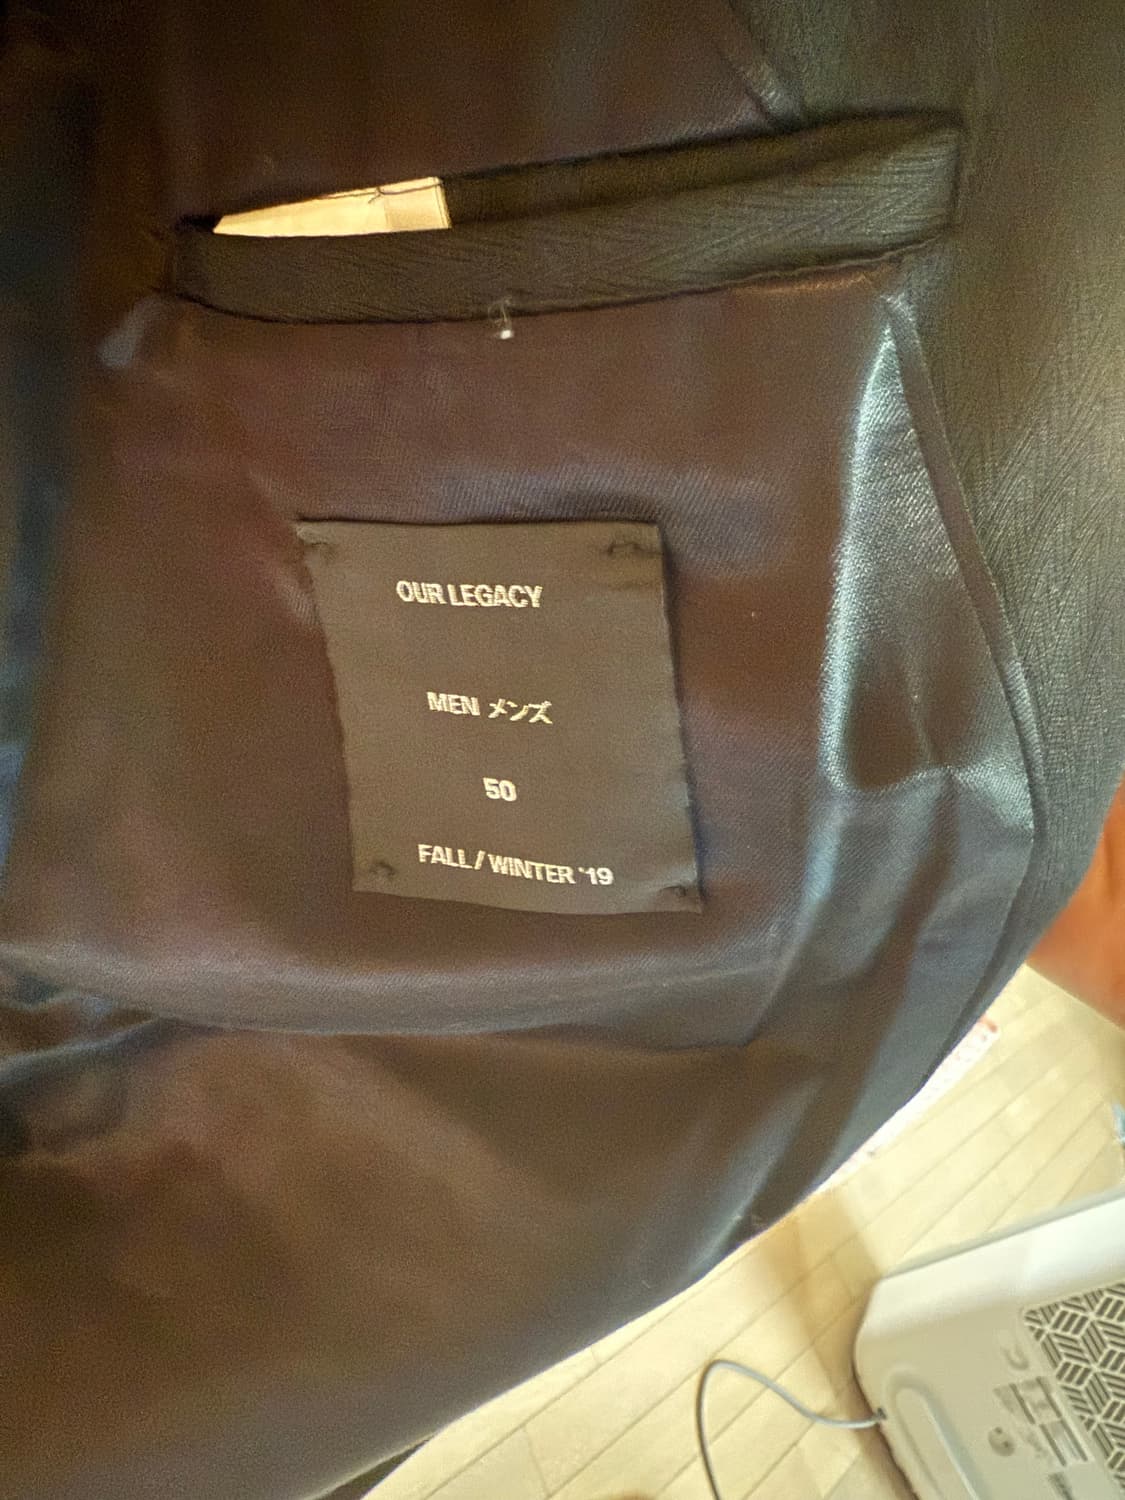 OUR LEGACY
MEN メンズ
50
FALL / WINTER '19